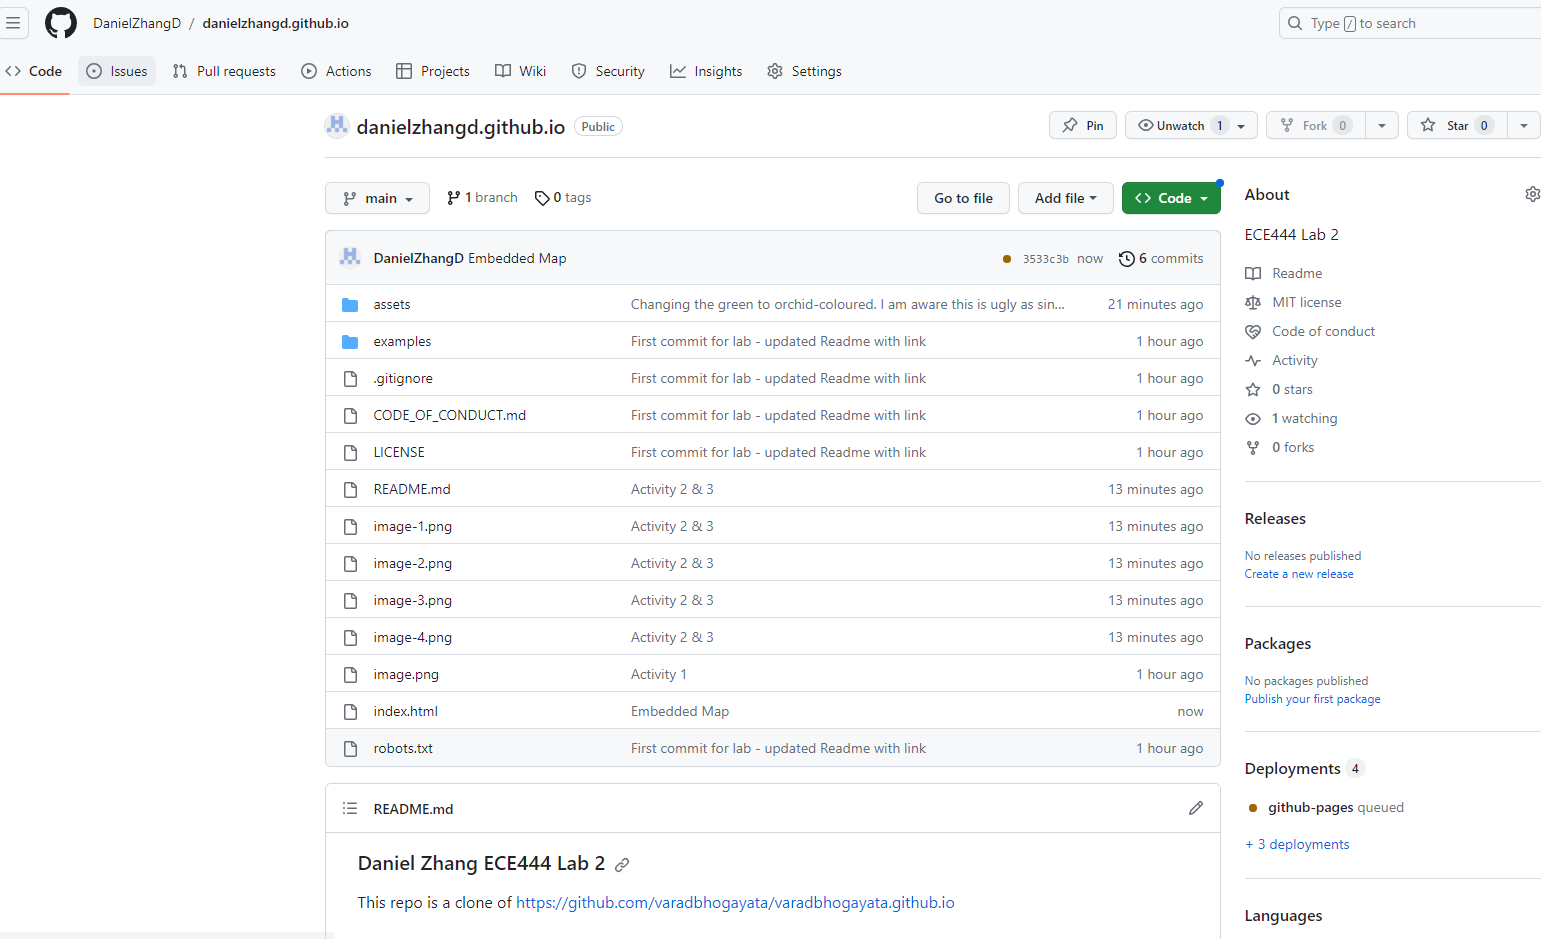 DanielZhangD / danielzhangd.github.io
Type / to search
Code Issues Pull requests Actions Projects Wiki Security Insights Settings
danielzhangd.github.io Public
Pin Unwatch 1 Fork 0 Star 0
main 1 branch 0 tags Go to file Add file Code
DanielZhangD Embedded Map 3533c3b now 6 commits
assets Changing the green to orchid-coloured. I am aware this is ugly as sin... 21 minutes ago
examples First commit for lab - updated Readme with link 1 hour ago
.gitignore First commit for lab - updated Readme with link 1 hour ago
CODE_OF_CONDUCT.md First commit for lab - updated Readme with link 1 hour ago
LICENSE First commit for lab - updated Readme with link 1 hour ago
README.md Activity 2 & 3 13 minutes ago
image-1.png Activity 2 & 3 13 minutes ago
image-2.png Activity 2 & 3 13 minutes ago
image-3.png Activity 2 & 3 13 minutes ago
image-4.png Activity 2 & 3 13 minutes ago
image.png Activity 1 1 hour ago
index.html Embedded Map now
robots.txt First commit for lab - updated Readme with link 1 hour ago
README.md
Daniel Zhang ECE444 Lab 2
This repo is a clone of https://github.com/varadbhogayata/varadbhogayata.github.io
About
ECE444 Lab 2
Readme
MIT license
Code of conduct
Activity
0 stars
1 watching
0 forks
Releases
No releases published
Create a new release
Packages
No packages published
Publish your first package
Deployments 4
github-pages queued
+ 3 deployments
Languages